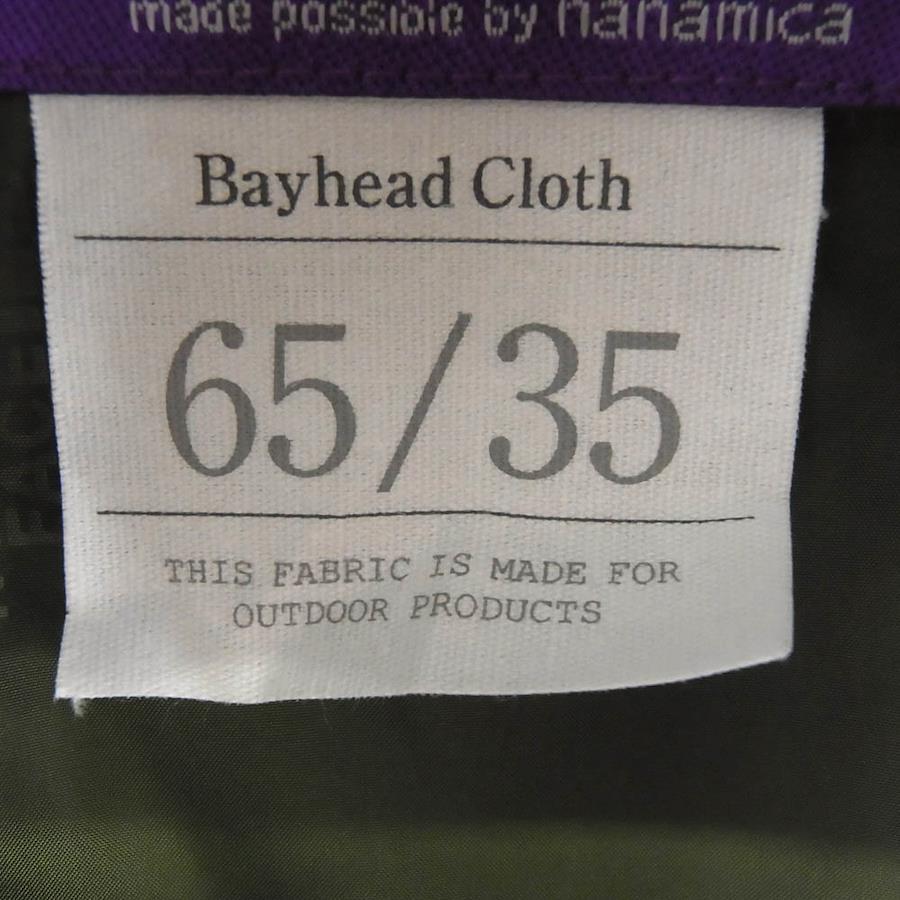 made possible by nanamica
Bayhead Cloth
65/35
THIS FABRIC IS MADE FOR
OUTDOOR PRODUCTS